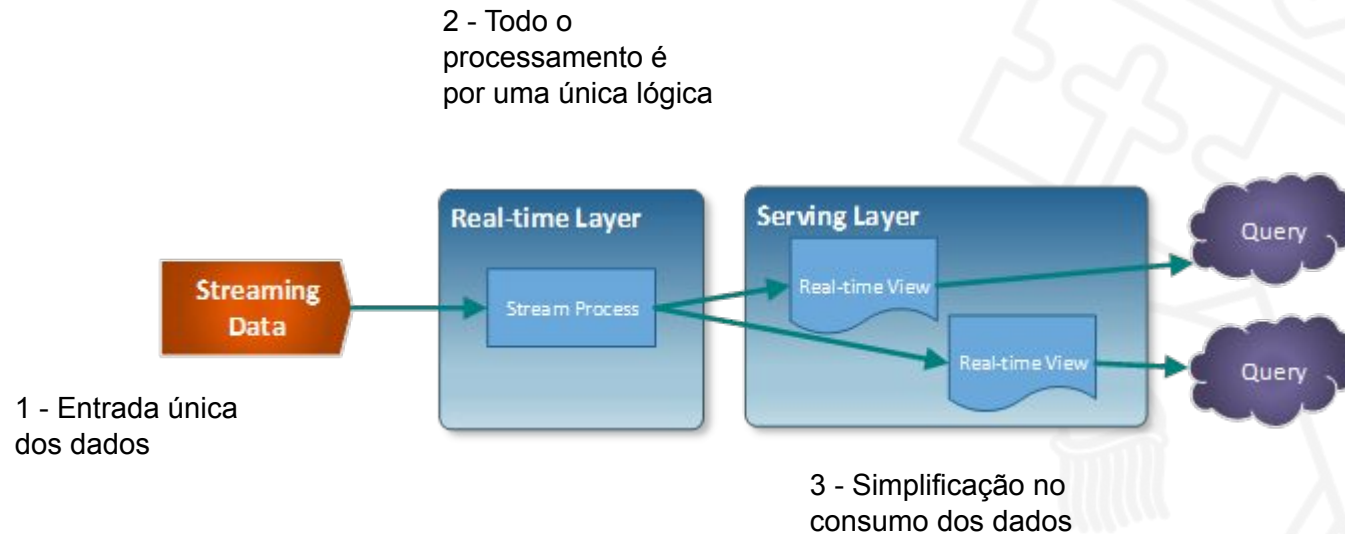 2 - Todo o
processamento é
por uma única lógica
Real-time Layer
Serving Layer
Query
Streaming
Data
Stream Process
Real-time View
Real-time View
Query
1 - Entrada única
dos dados
3 - Simplificação no
consumo dos dados